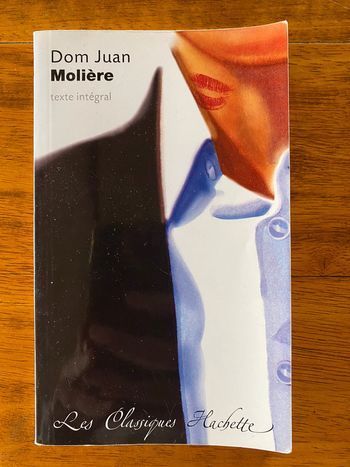 Dom Juan
Molière
texte intégral
Les Classiques Hachette